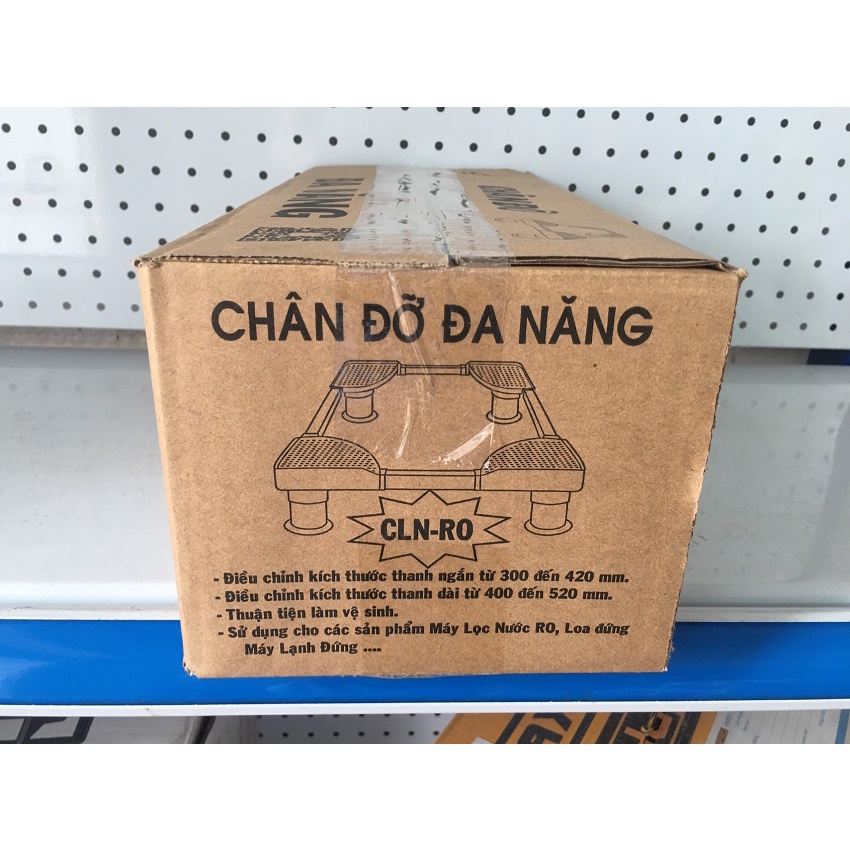 ĐA NĂNG
CHÂN ĐỠ ĐA NĂNG
CLN-RO
- Điều chỉnh kích thước thanh ngắn từ 300 đến 420 mm.
- Điều chỉnh kích thước thanh dài từ 400 đến 520 mm.
- Thuận tiện làm vệ sinh.
- Sử dụng cho các sản phẩm Máy Lọc Nước RO, Loa đứng
Máy Lạnh Đứng ....